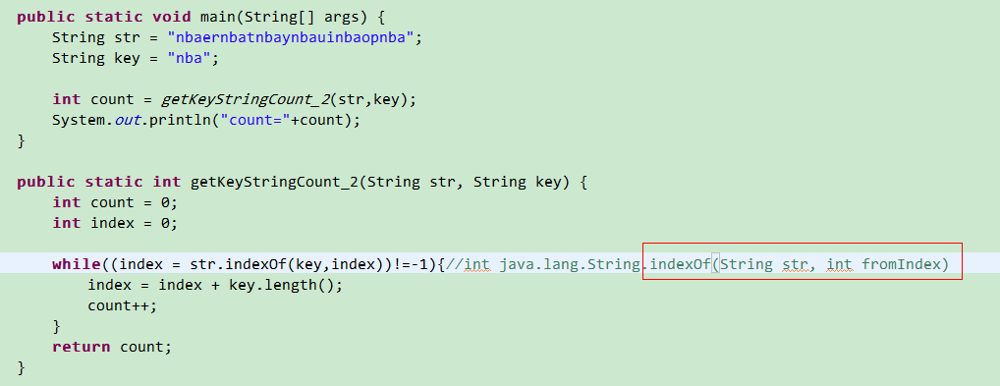 public static void main(String[] args) {
String str = "nbaernbatnbaynbauinbaopnba";
String key = "nba";
int count = getKeyStringCount_2(str,key);
System.out.println("count="+count);
}
public static int getKeyStringCount_2(String str, String key) {
int count = 0;
int index = 0;
while((index = str.indexOf(key,index))!=-1){//int java.lang.String.indexOf(String str, int fromIndex)
index = index + key.length();
count++;
}
return count;
}